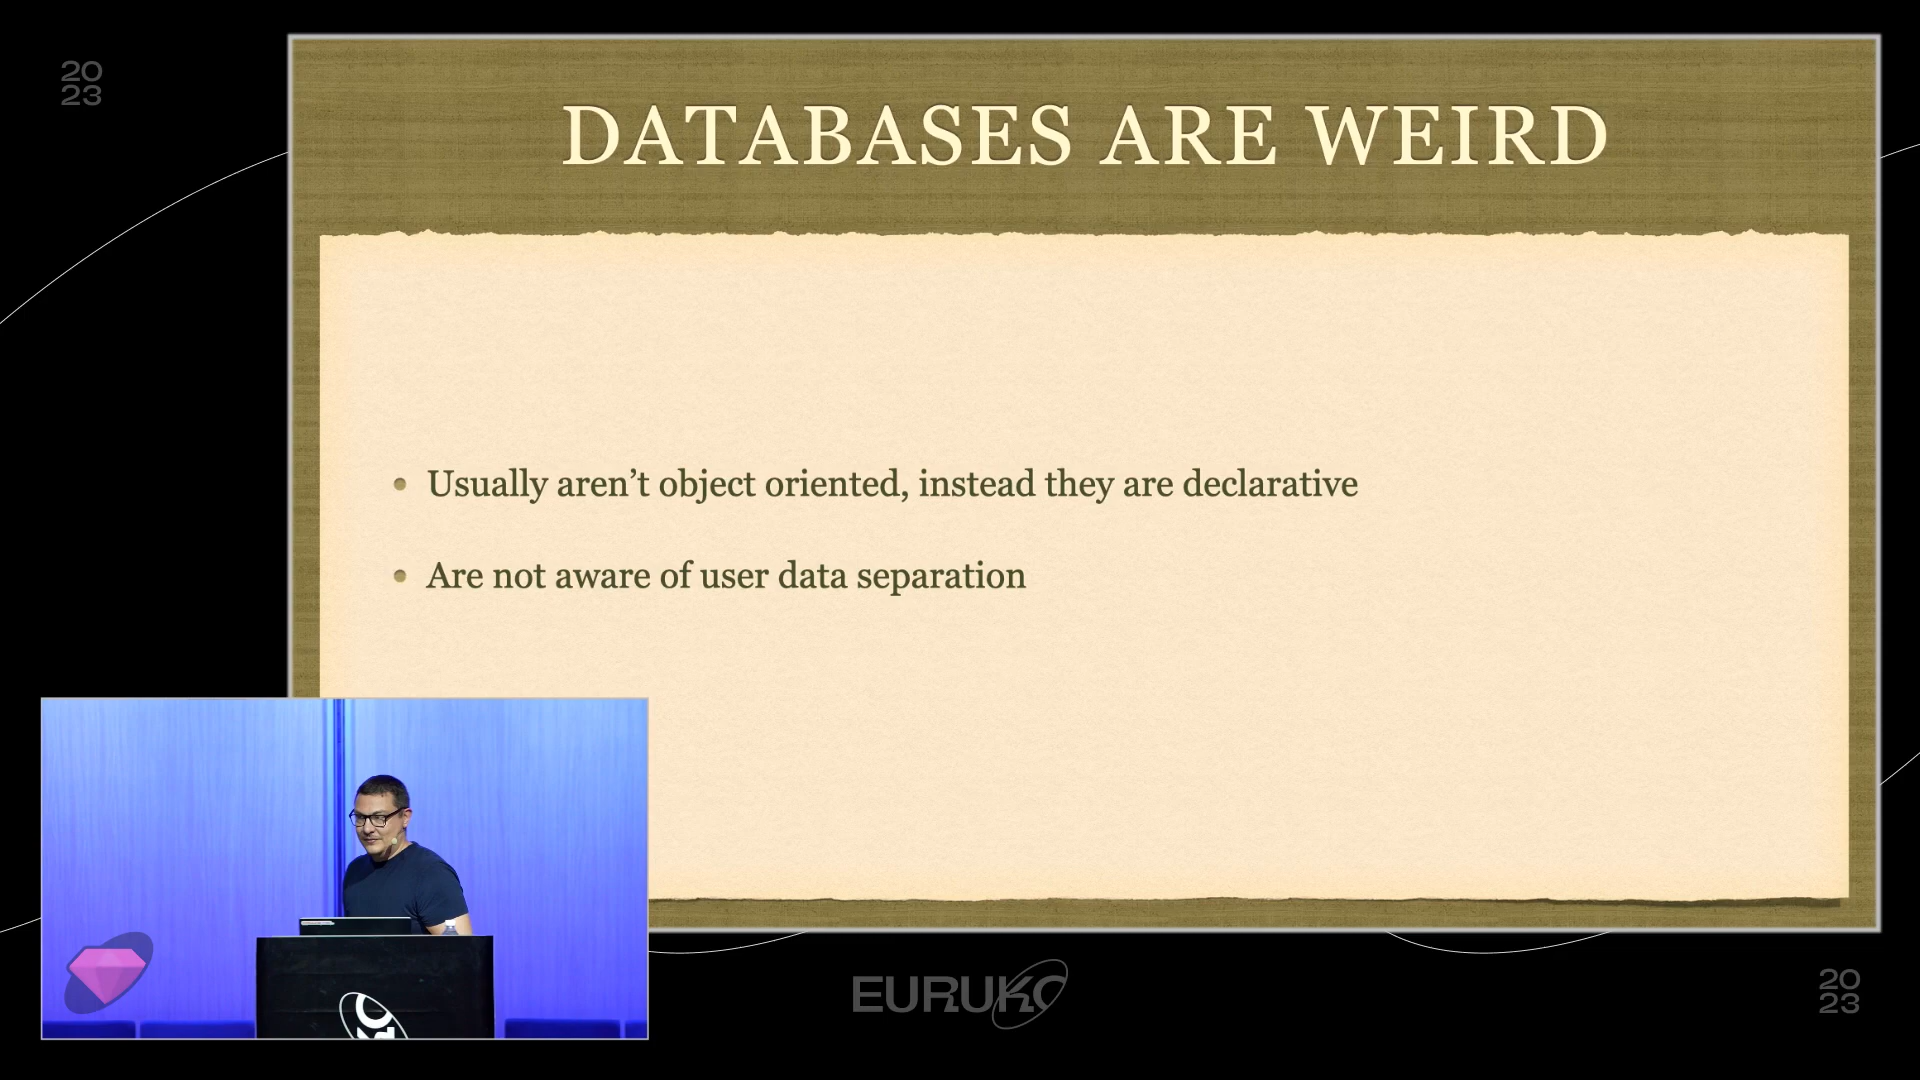 20
23
DATABASES ARE WEIRD
Usually aren’t object oriented, instead they are declarative
Are not aware of user data separation
EURUKO
20
23